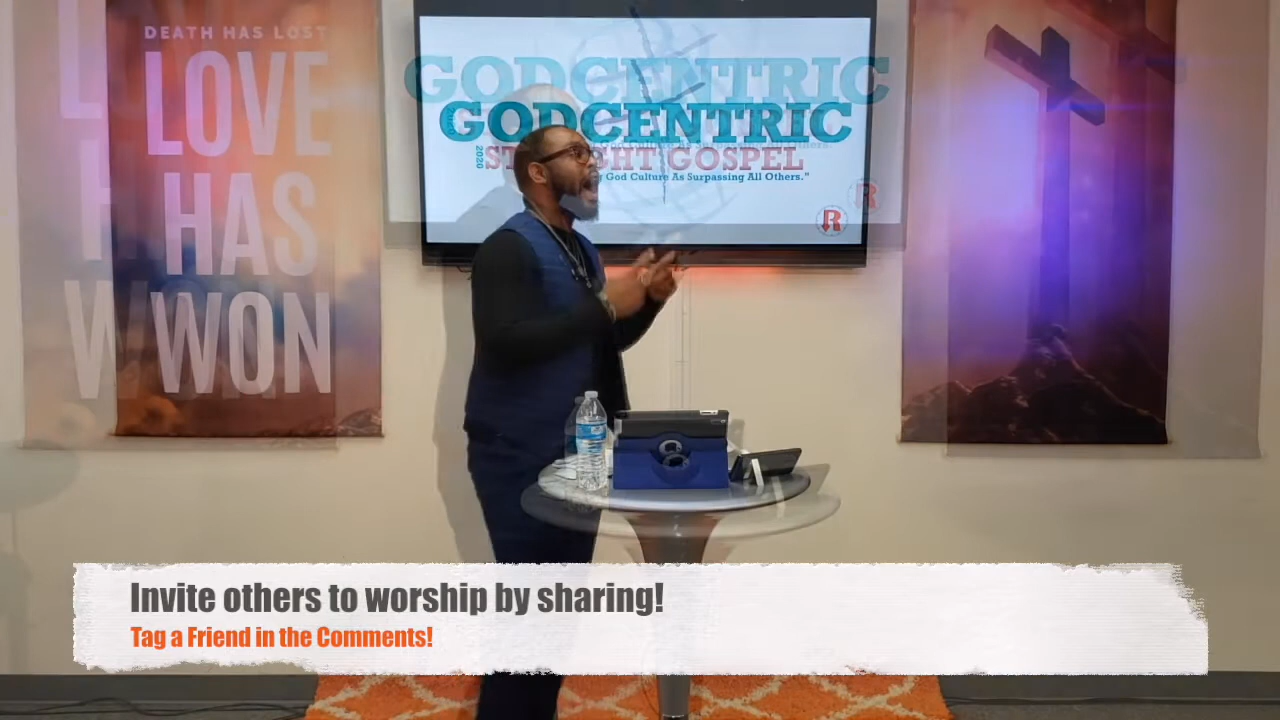 DEATH HAS LOST
LOVE
HAS
WON
GODCENTRIC
GODCENTRIC
2020
GOSPEL
God Culture As Surpassing All Others."
R
Invite others to worship by sharing!
Tag a Friend in the Comments!